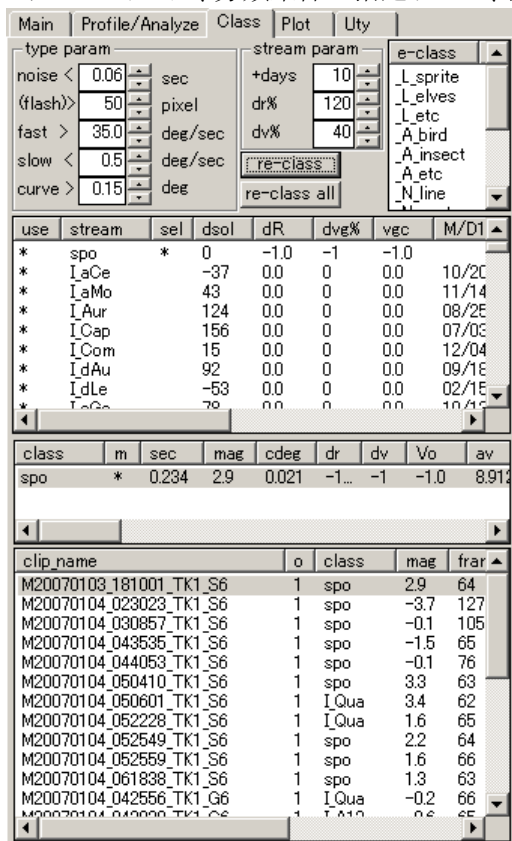 Main Profile/Analyze Class Plot Uty
type param
noise < 0.06 sec
(flash)> 50 pixel
fast > 35.0 deg/sec
slow < 0.5 deg/sec
curve > 0.15 deg
stream param
+days 10
dr% 120
dv% 40
re-class
re-class all
e-class
_L_sprite
_L_elves
_L_etc
_A_bird
_A_insect
_A_etc
_N_line
use stream sel dsol dR dvg% vgc M/D1
* spo * 0 -1.0 -1 -1.0
* I_aCe -37 0.0 0 0.0 10/20
* I_aMo 43 0.0 0 0.0 11/14
* I_Aur 124 0.0 0 0.0 08/25
* I_Cap 156 0.0 0 0.0 07/03
* I_Com 15 0.0 0 0.0 12/04
* I_dAu 92 0.0 0 0.0 09/18
* I_dLe -53 0.0 0 0.0 02/15
class m sec mag cdeg dr dv Vo av
spo * 0.234 2.9 0.021 -1... -1 -1.0 8.912
clip_name o class mag frar
M20070103_181001_TK1_S6 1 spo 2.9 64
M20070104_023023_TK1_S6 1 spo -3.7 127
M20070104_030857_TK1_S6 1 spo -0.1 105
M20070104_043535_TK1_S6 1 spo -1.5 65
M20070104_044053_TK1_S6 1 spo -0.1 76
M20070104_050410_TK1_S6 1 spo 3.3 63
M20070104_050601_TK1_S6 1 I_Qua 3.4 62
M20070104_052228_TK1_S6 1 I_Qua 1.6 65
M20070104_052549_TK1_S6 1 spo 2.2 64
M20070104_052559_TK1_S6 1 spo 1.6 66
M20070104_061838_TK1_S6 1 spo 1.3 63
M20070104_042556_TK1_G6 1 I_Qua -0.2 66